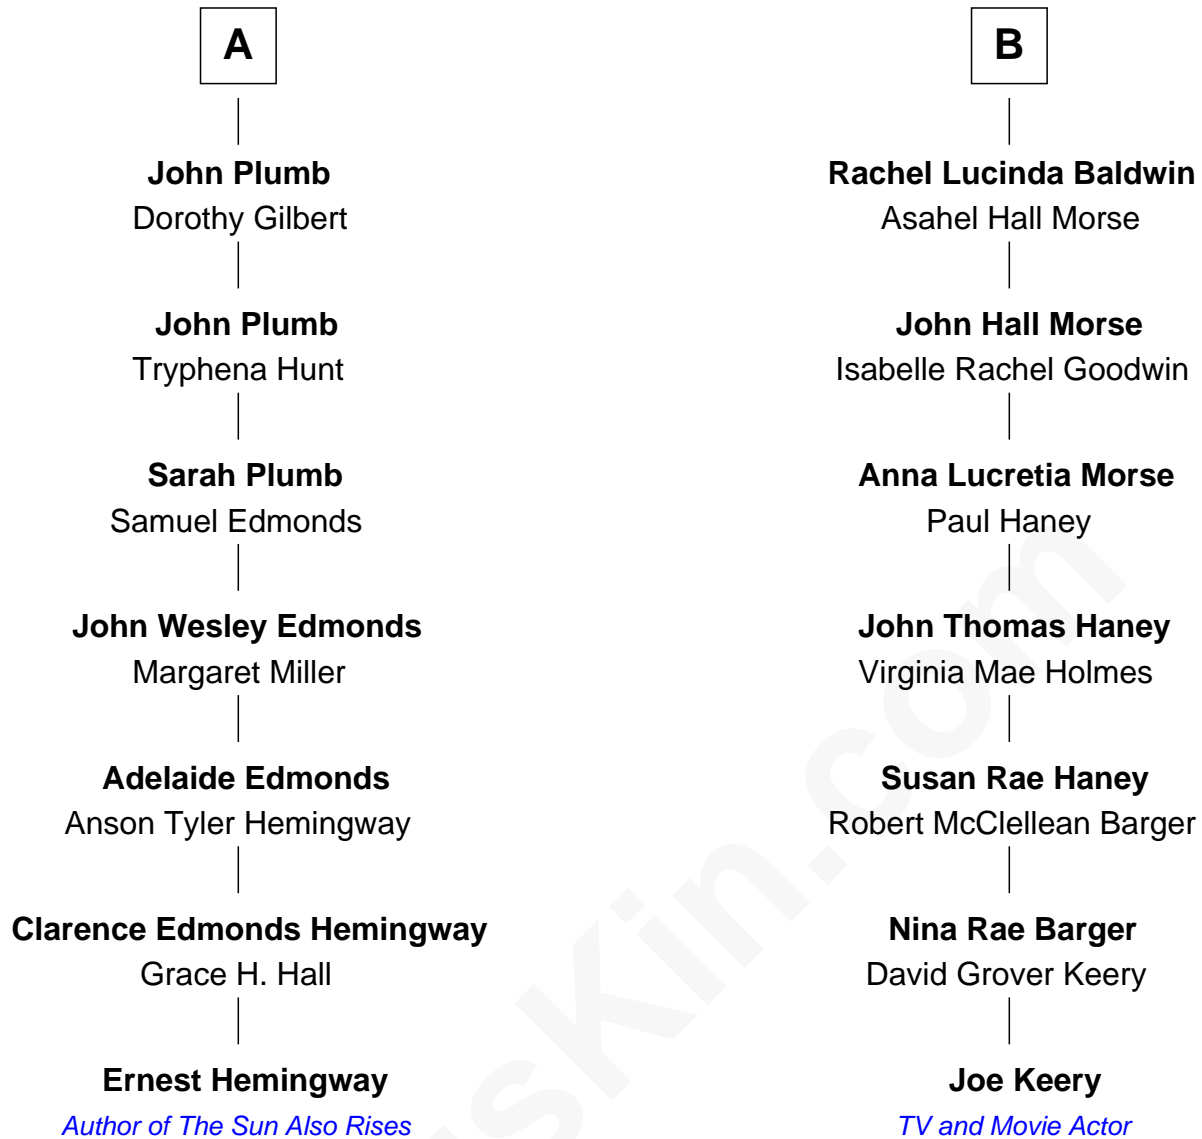 A
John Plumb
Dorothy Gilbert
John Plumb
Tryphena Hunt
Sarah Plumb
Samuel Edmonds
John Wesley Edmonds
Margaret Miller
Adelaide Edmonds
Anson Tyler Hemingway
Clarence Edmonds Hemingway
Grace H. Hall
Ernest Hemingway
Author of The Sun Also Rises
B
Rachel Lucinda Baldwin
Asahel Hall Morse
John Hall Morse
Isabelle Rachel Goodwin
Anna Lucretia Morse
Paul Haney
John Thomas Haney
Virginia Mae Holmes
Susan Rae Haney
Robert McClellean Barger
Nina Rae Barger
David Grover Keery
Joe Keery
TV and Movie Actor
sKin.com